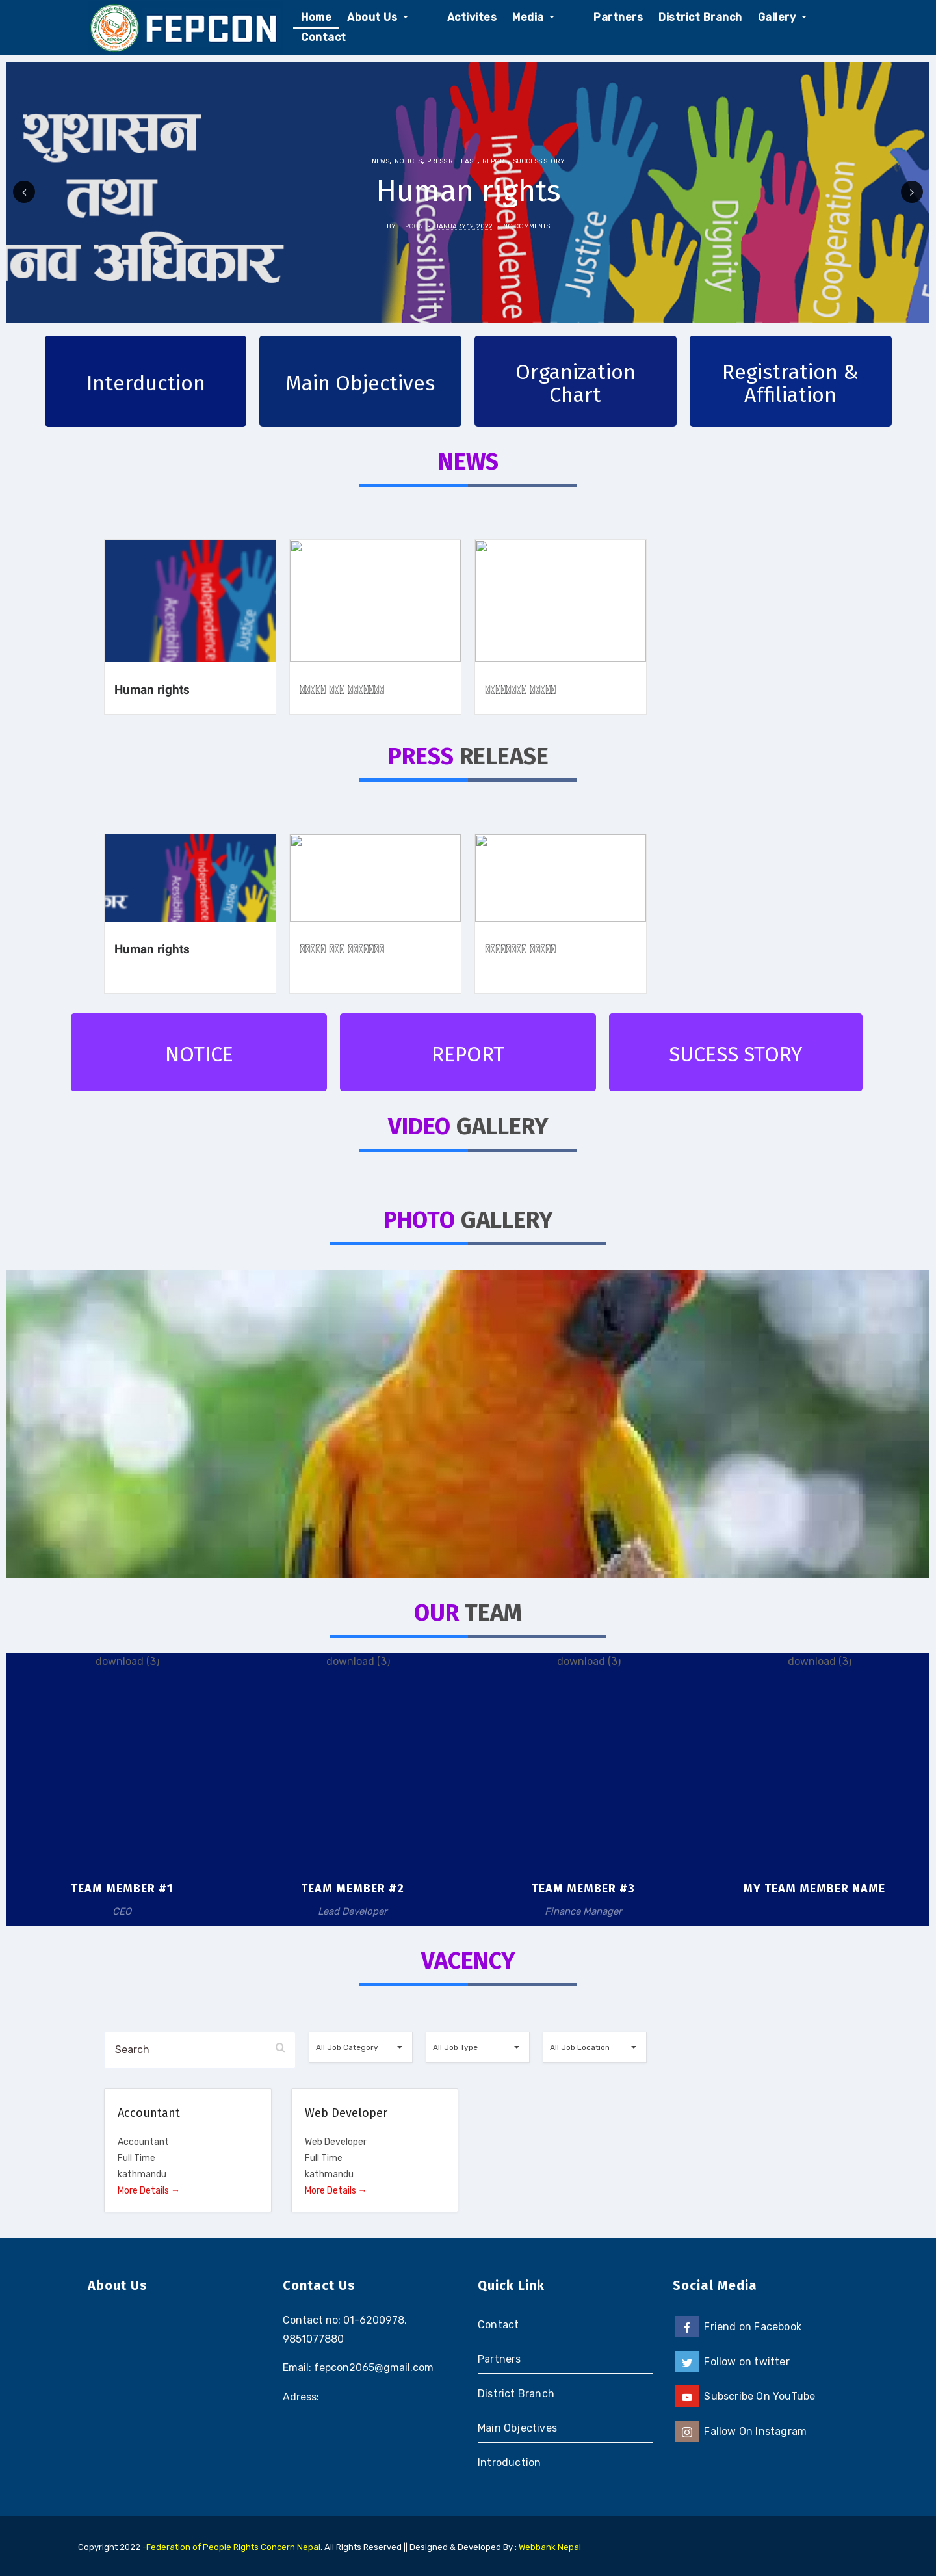 FEPCON
Home About Us Activites Media Partners District Branch Gallery
Contact
शुशासन
तथा
नव अधिकार
Acessibility
Independence
Justice
Dignity
Cooperation
NEWS, NOTICES, PRESS RELEASE, REPORT, SUCCESS STORY
Human rights
BY FEPCON JANUARY 12, 2022 NO COMMENTS
Interduction
Main Objectives
Organization
Chart
Registration &
Affiliation
NEWS
Acessibility
Independence
Justice
Human rights
PRESS RELEASE
कार
Acessibility
Independence
Justice
Human rights
NOTICE
REPORT
SUCESS STORY
VIDEO GALLERY
PHOTO GALLERY
OUR TEAM
download (3)
download (3)
download (3)
download (3)
TEAM MEMBER #1
CEO
TEAM MEMBER #2
Lead Developer
TEAM MEMBER #3
Finance Manager
MY TEAM MEMBER NAME
VACENCY
Search
All Job Category
All Job Type
All Job Location
Accountant
Accountant
Full Time
kathmandu
More Details →
Web Developer
Web Developer
Full Time
kathmandu
More Details →
About Us
Contact Us
Contact no: 01-6200978,
9851077880
Email: fepcon2065@gmail.com
Adress:
Quick Link
Contact
Partners
District Branch
Main Objectives
Introduction
Social Media
Friend on Facebook
Follow on twitter
Subscribe On YouTube
Fallow On Instagram
Copyright 2022 -Federation of People Rights Concern Nepal. All Rights Reserved || Designed & Developed By : Webbank Nepal